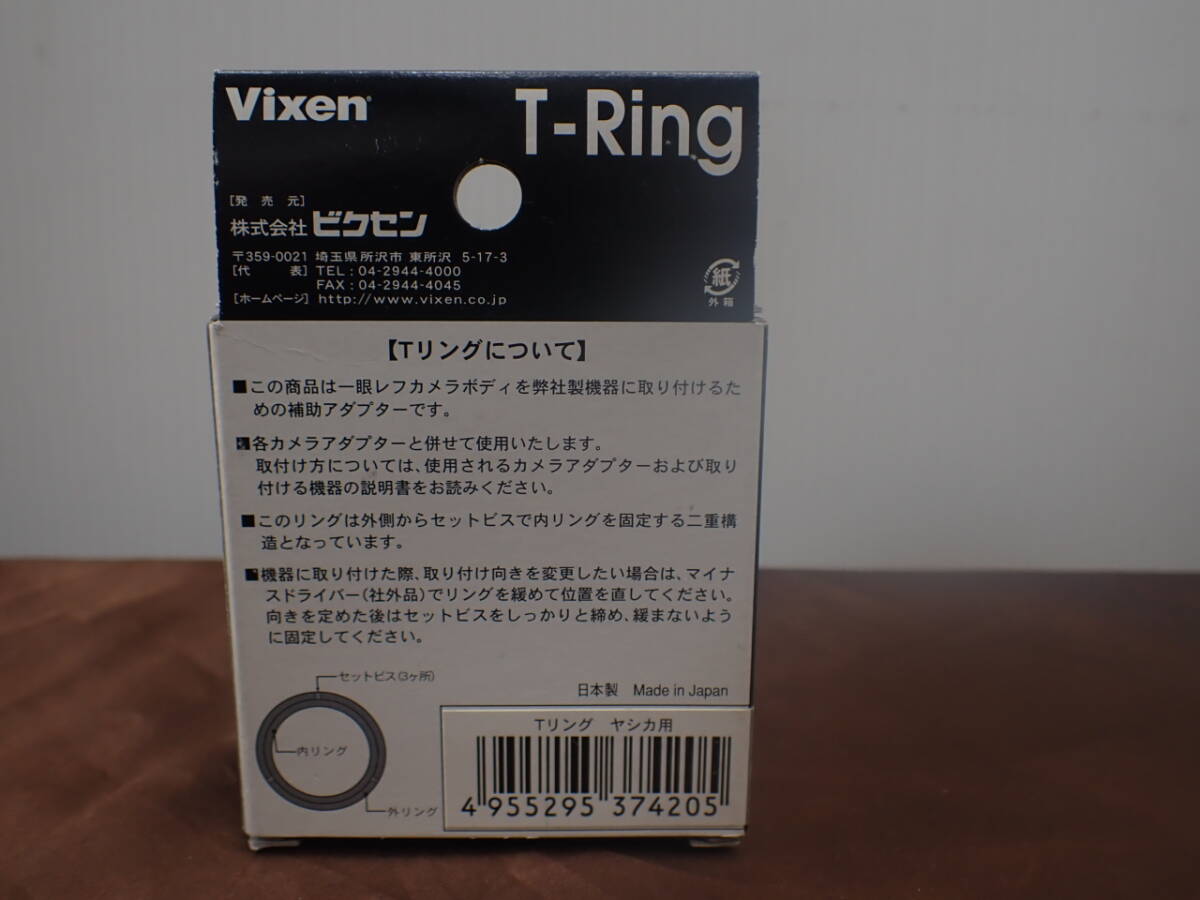 Vixen
T-Ring
[発売元]
株式会社 ビクセン
〒359-0021 埼玉県所沢市 東所沢 5-17-3
[代　表] TEL : 04-2944-4000
FAX : 04-2944-4045
[ホームページ] http://www.vixen.co.jp
紙
外箱
【Tリングについて】
■この商品は一眼レフカメラボディを弊社製機器に取り付けるた
めの補助アダプターです。
■各カメラアダプターと併せて使用いたします。
取付け方については、使用されるカメラアダプターおよび取り
付ける機器の説明書をお読みください。
■このリングは外側からセットビスで内リングを固定する二重構
造となっています。
■機器に取り付けた際、取り付け向きを変更したい場合は、マイナ
スドライバー(社外品)でリングを緩めて位置を直してください。
向きを定めた後はセットビスをしっかりと締め、緩まないよう
に固定してください。
セットビス(3ヶ所)
内リング
外リング
日本製 Made in Japan
Tリング ヤシカ用
4 955295 374205